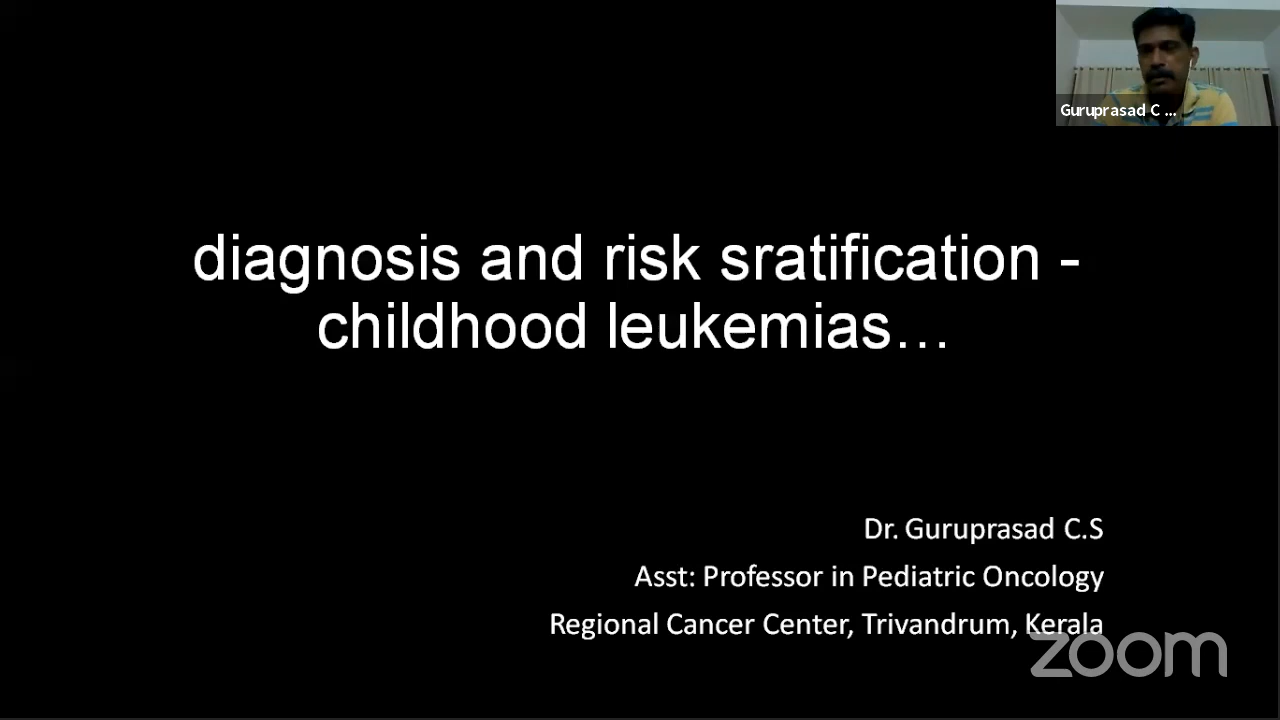 Guruprasad C ...
diagnosis and risk sratification -
childhood leukemias…
Dr. Guruprasad C.S
Asst: Professor in Pediatric Oncology
Regional Cancer Center, Trivandrum, Kerala
zoom